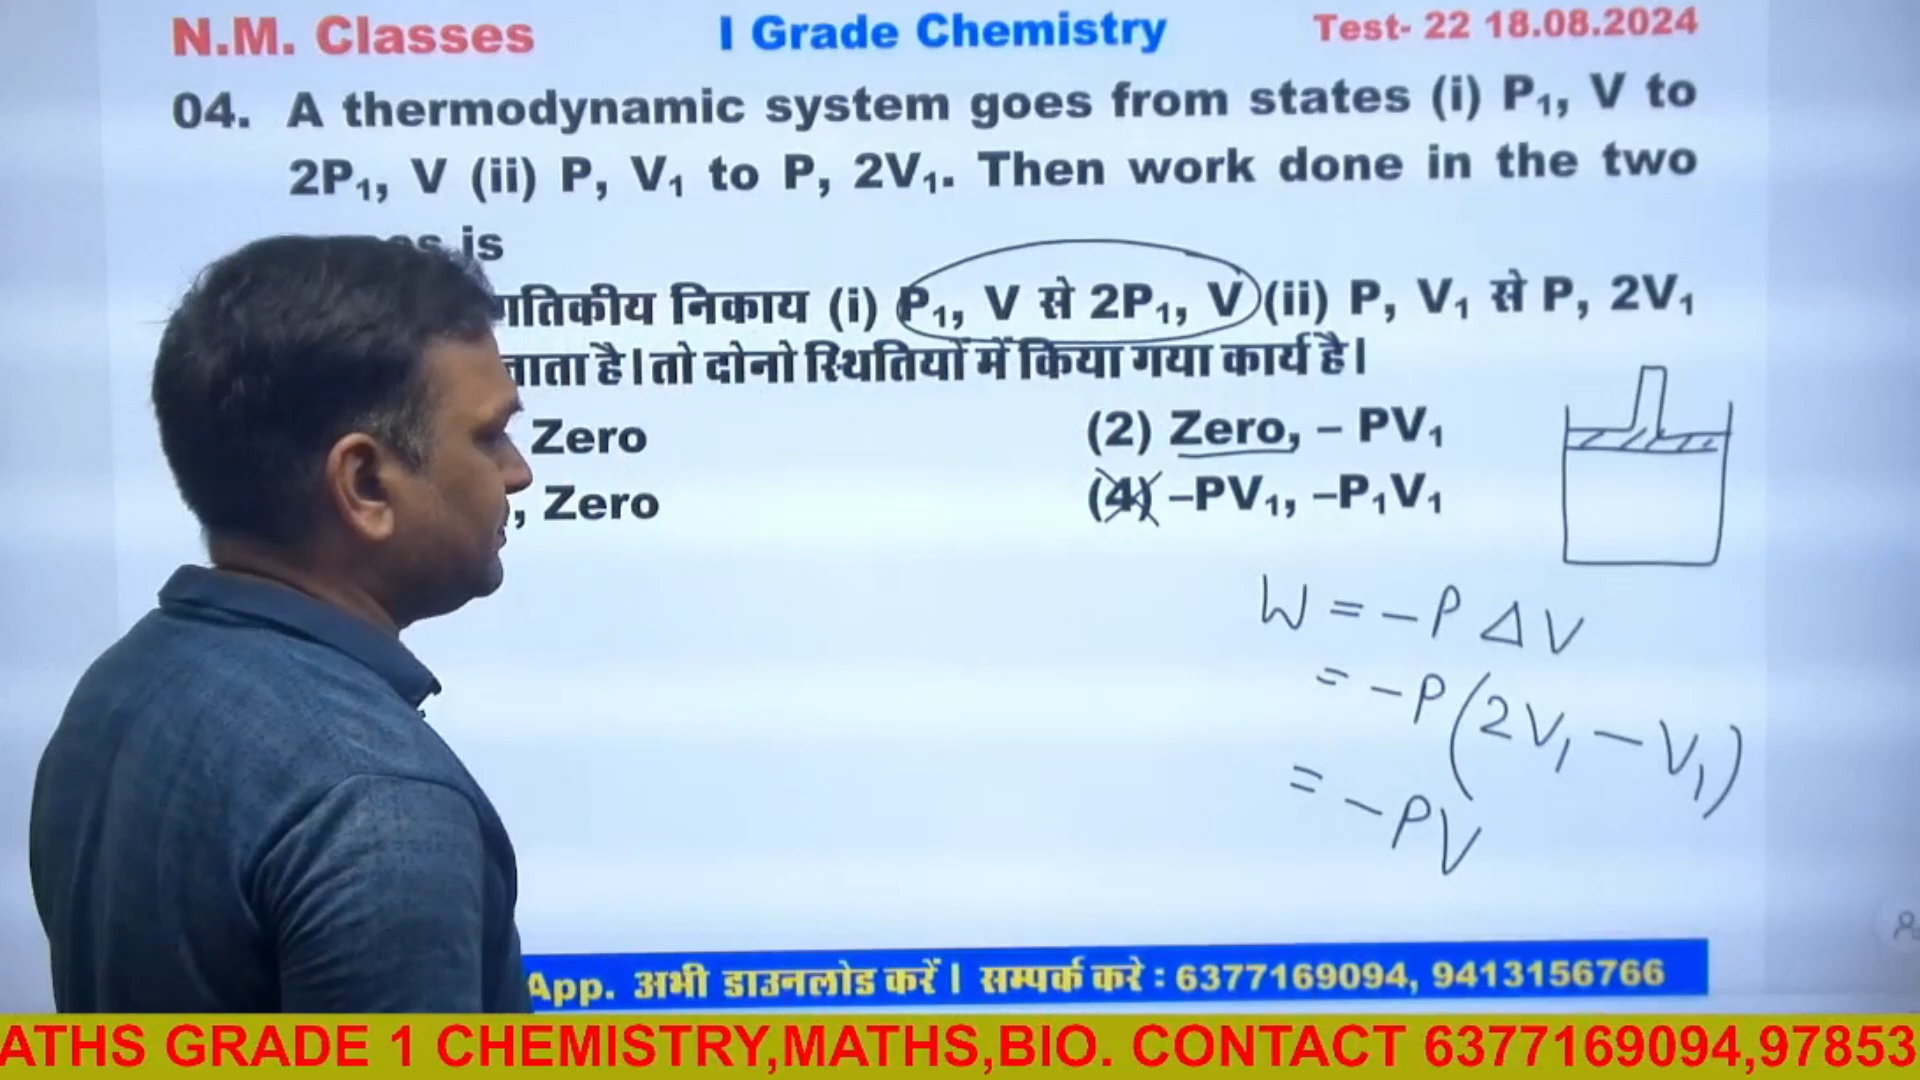 N.M. Classes I Grade Chemistry Test- 22 18.08.2024
04. A thermodynamic system goes from states (i) P₁, V to
2P₁, V (ii) P, V₁ to P, 2V₁. Then work done in the two
is
(i) P₁, V से 2P₁, V (ii) P, V₁ से P, 2V₁
है। तो दोनो स्थितियों में किया गया कार्य है।
Zero (2) Zero, – PV₁
, Zero (4) –PV₁, –P₁V₁
W = -P Δ V
= -P(2V₁ - V₁)
= -PV
App. अभी डाउनलोड करें। सम्पर्क करे : 6377169094, 9413156766
ATHS GRADE 1 CHEMISTRY,MATHS,BIO. CONTACT 6377169094,97853